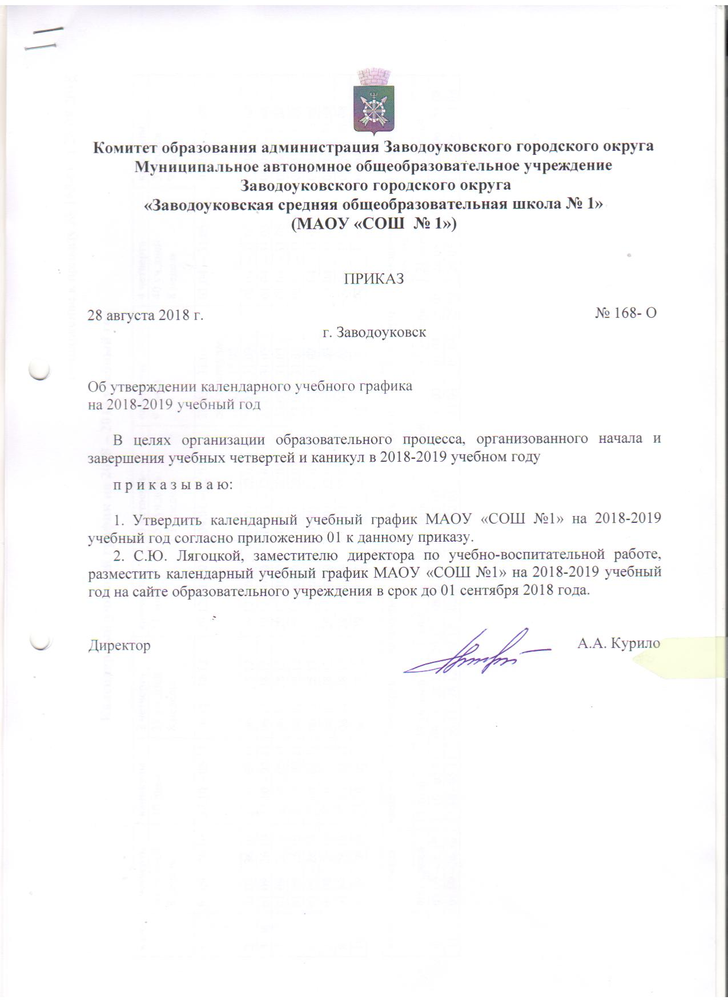 Комитет образования администрация Заводоуковского городского округа
Муниципальное автономное общеобразовательное учреждение
Заводоуковского городского округа
«Заводоуковская средняя общеобразовательная школа № 1»
(МАОУ «СОШ № 1»)
ПРИКАЗ
28 августа 2018 г. № 168- О
г. Заводоуковск
Об утверждении календарного учебного графика
на 2018-2019 учебный год
В целях организации образовательного процесса, организованного начала и
завершения учебных четвертей и каникул в 2018-2019 учебном году
п р и к а з ы в а ю:
1. Утвердить календарный учебный график МАОУ «СОШ №1» на 2018-2019
учебный год согласно приложению 01 к данному приказу.
2. С.Ю. Лягоцкой, заместителю директора по учебно-воспитательной работе,
разместить календарный учебный график МАОУ «СОШ №1» на 2018-2019 учебный
год на сайте образовательного учреждения в срок до 01 сентября 2018 года.
Директор А.А. Курило